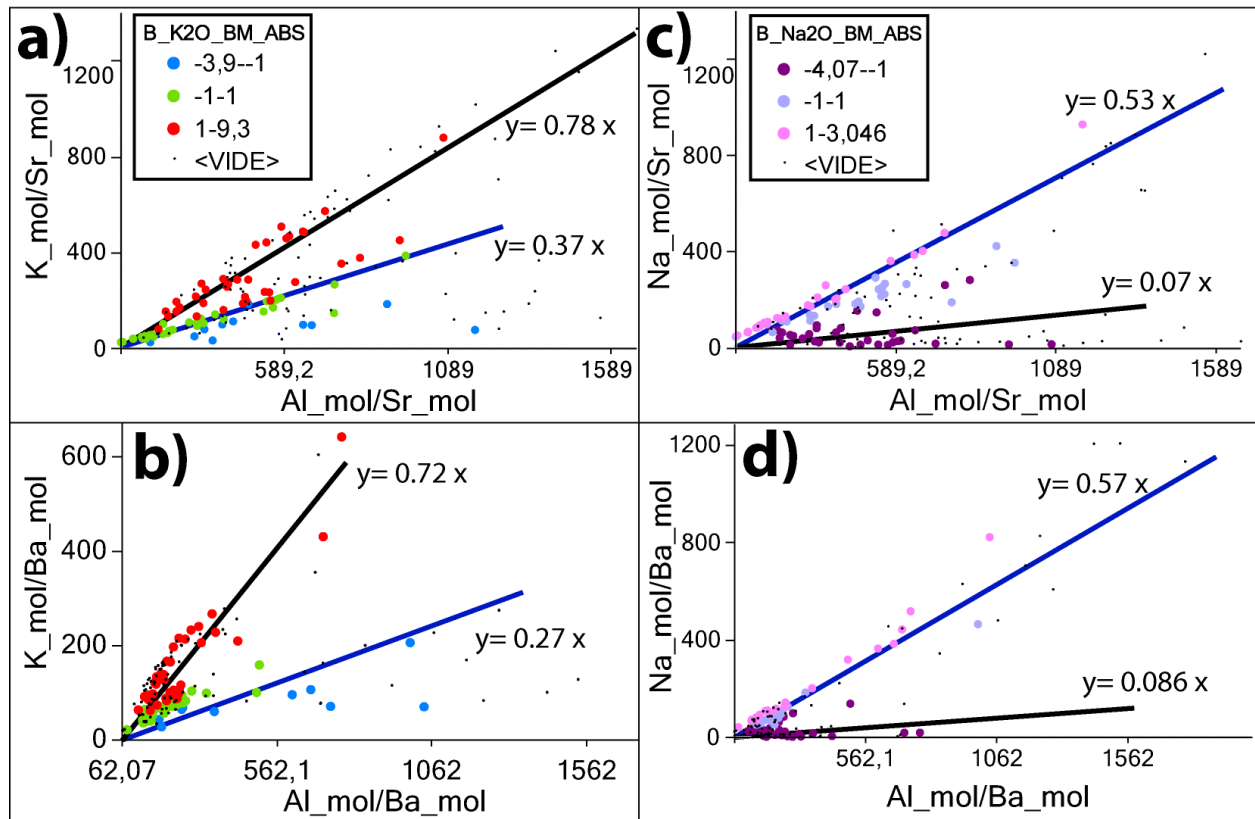 a)
B_K2O_BM_ABS
-3,9--1
-1-1
1-9,3
<VIDE>
1200
800
400
0
K_mol/Sr_mol
y= 0.78 x
y= 0.37 x
589,2
1089
1589
Al_mol/Sr_mol
c)
B_Na2O_BM_ABS
-4,07--1
-1-1
1-3,046
<VIDE>
1200
800
400
0
Na_mol/Sr_mol
y= 0.53 x
y= 0.07 x
589,2
1089
1589
Al_mol/Sr_mol
b)
600
400
200
0
K_mol/Ba_mol
y= 0.72 x
y= 0.27 x
62,07
562,1
1062
1562
Al_mol/Ba_mol
d)
1200
800
400
0
Na_mol/Ba_mol
y= 0.57 x
y= 0.086 x
562,1
1062
1562
Al_mol/Ba_mol